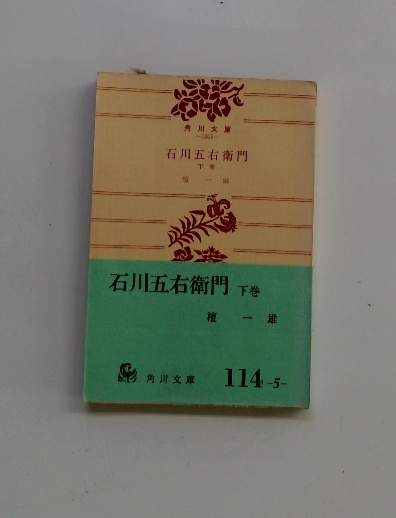 角川文庫
石川五右衛門
下巻
檀一雄
石川五右衛門 下巻
檀一雄
角川文庫 114-5-